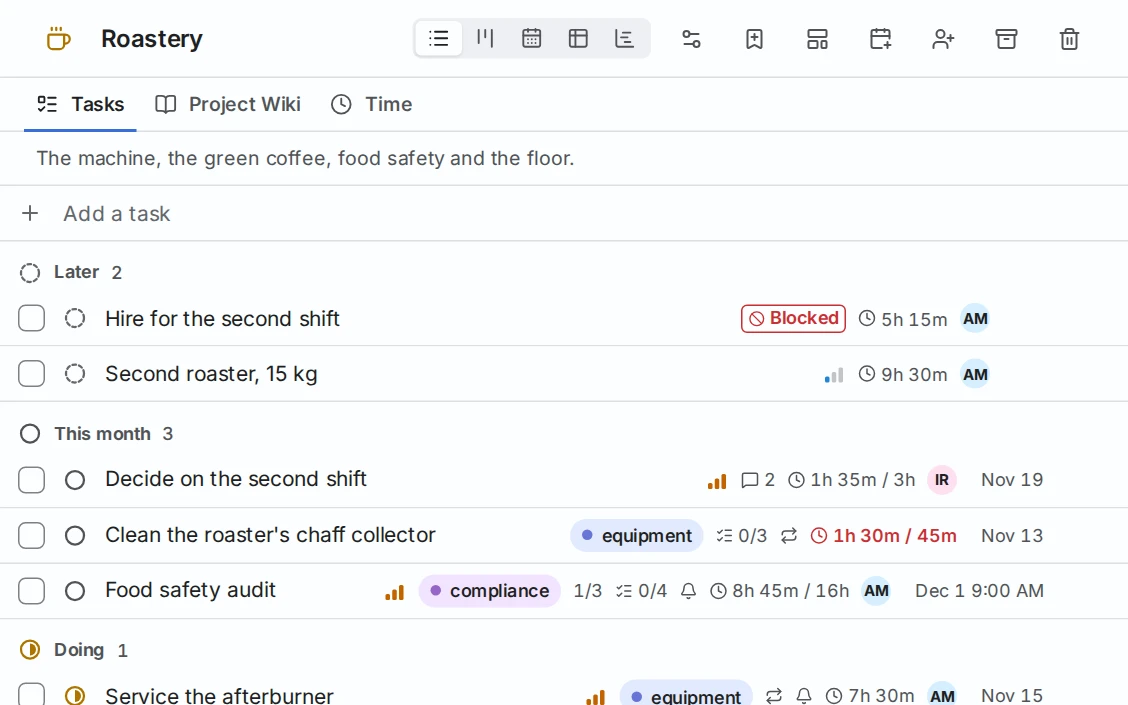 Roastery
Tasks Project Wiki Time
The machine, the green coffee, food safety and the floor.
Add a task
Later 2
Hire for the second shift Blocked 5h 15m AM
Second roaster, 15 kg 9h 30m AM
This month 3
Decide on the second shift 2 1h 35m / 3h IR Nov 19
Clean the roaster's chaff collector equipment 0/3 1h 30m / 45m Nov 13
Food safety audit compliance 1/3 0/4 8h 45m / 16h AM Dec 1 9:00 AM
Doing 1
Service the afterburner equipment 7h 30m AM Nov 15